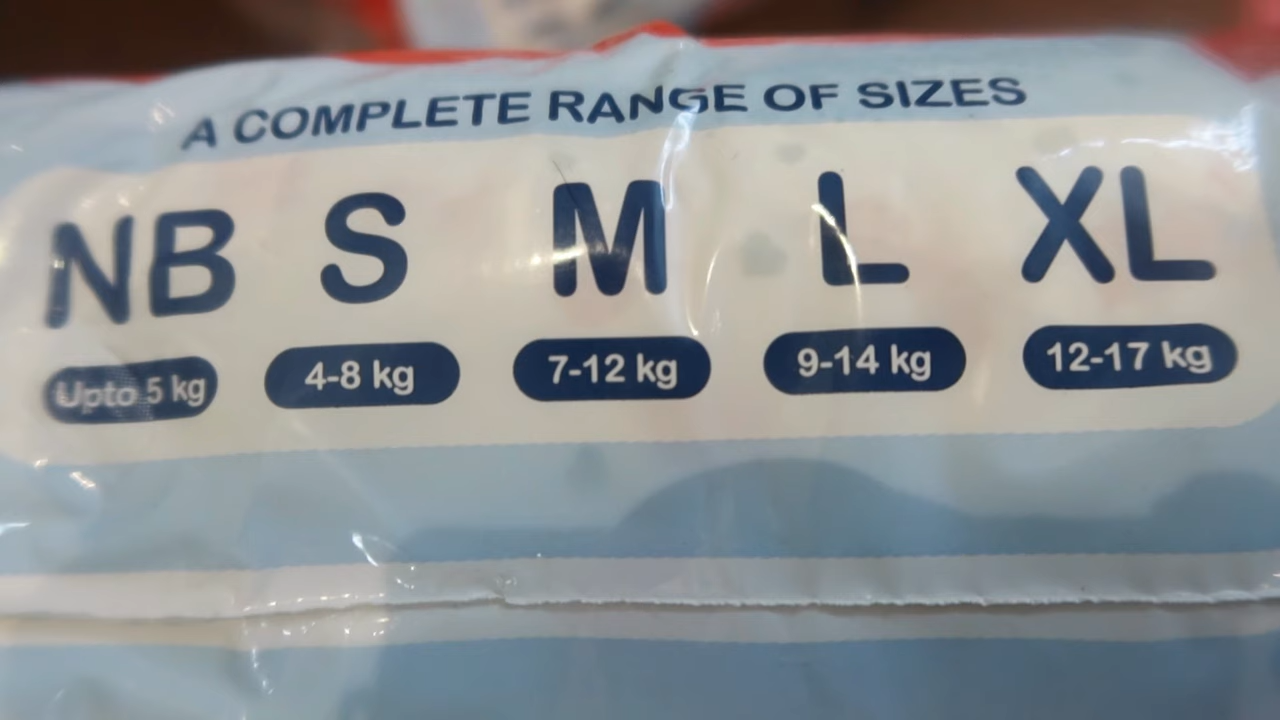 A COMPLETE RANGE OF SIZES
NB S M L XL
Upto 5 kg 4-8 kg 7-12 kg 9-14 kg 12-17 kg